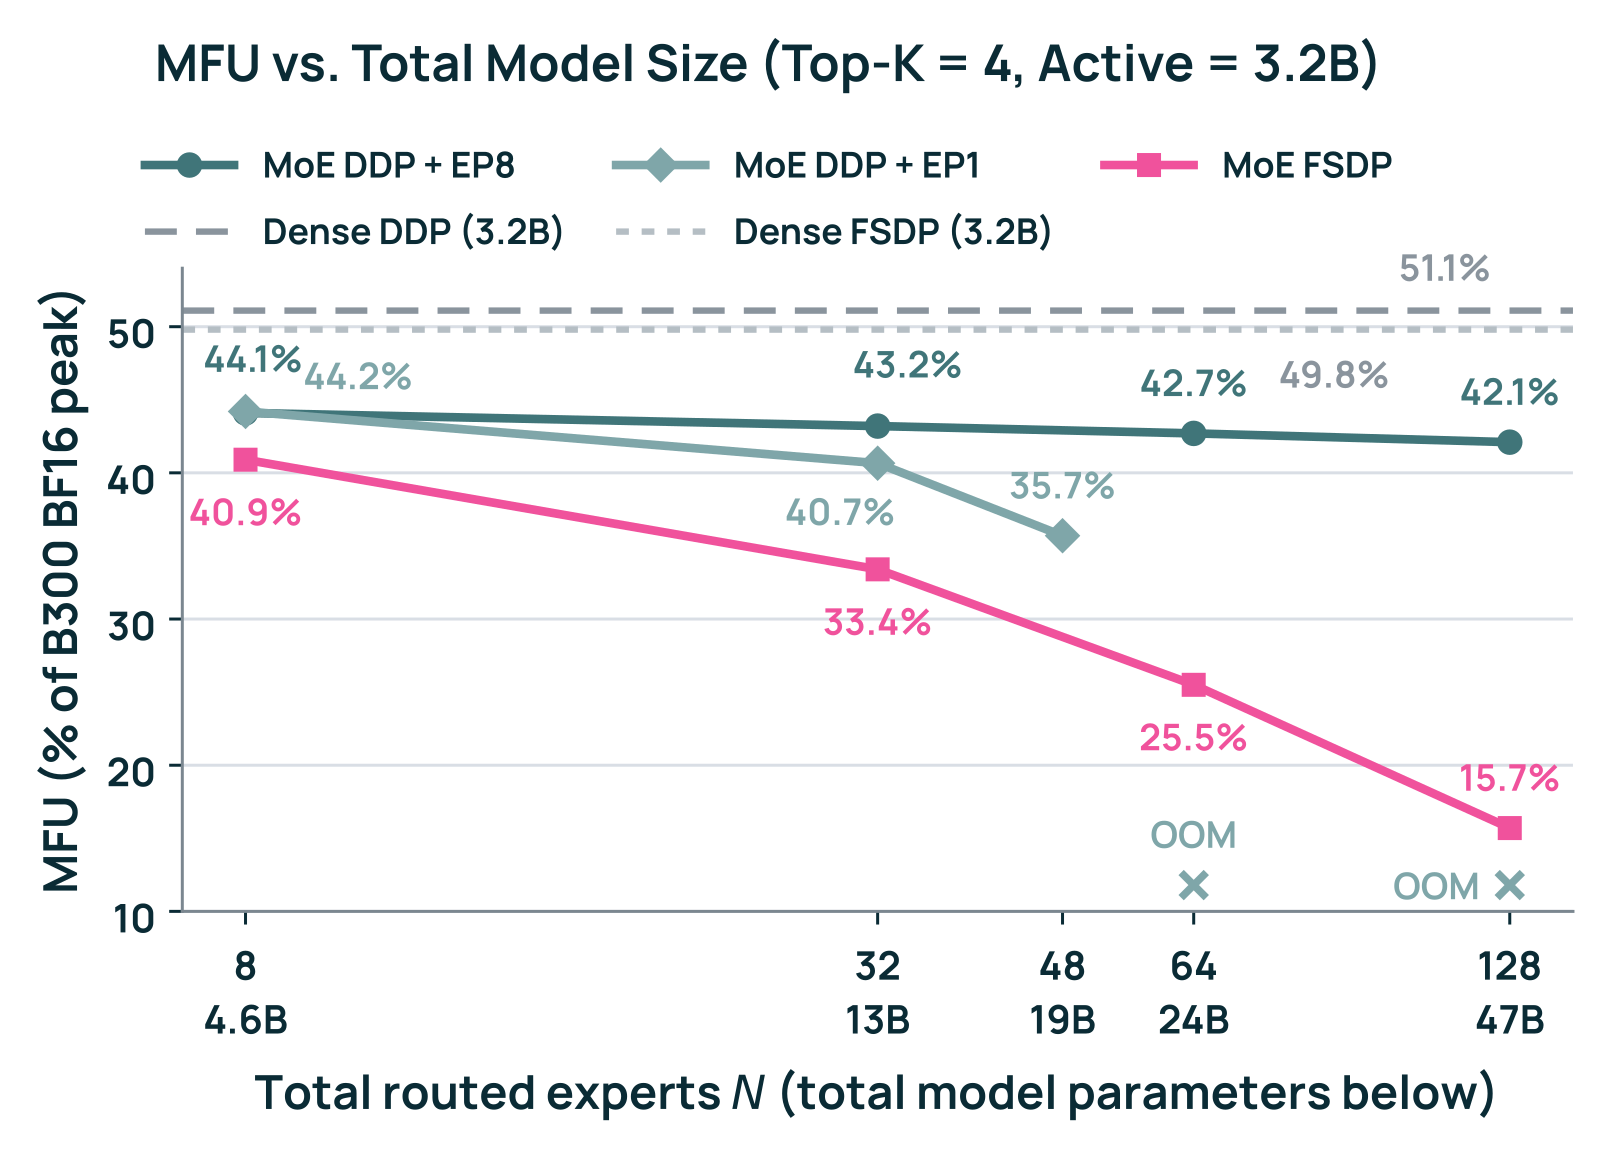 MFU vs. Total Model Size (Top-K = 4, Active = 3.2B)
MoE DDP + EP8
MoE DDP + EP1
MoE FSDP
Dense DDP (3.2B)
Dense FSDP (3.2B)
MFU (% of B300 BF16 peak)
50
40
30
20
10
51.1%
44.1%
44.2%
43.2%
42.7%
49.8%
42.1%
40.9%
40.7%
35.7%
33.4%
25.5%
15.7%
OOM
OOM
8
32
48
64
128
4.6B
13B
19B
24B
47B
Total routed experts N (total model parameters below)